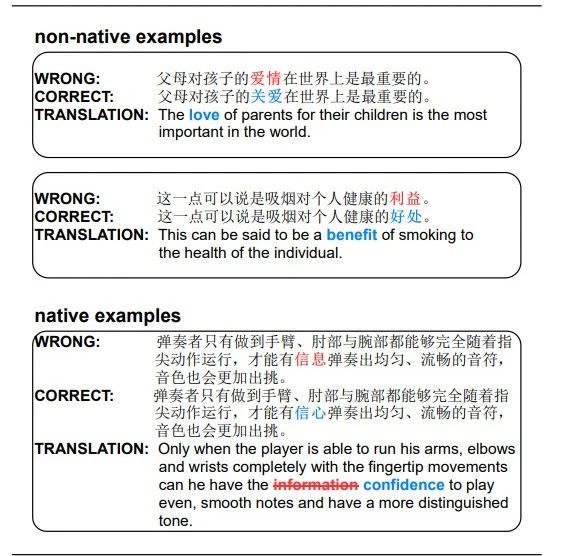 non-native examples
WRONG: 父母对孩子的爱情在世界上是最重要的。
CORRECT: 父母对孩子的关爱在世界上是最重要的。
TRANSLATION: The love of parents for their children is the most
important in the world.
WRONG: 这一点可以说是吸烟对个人健康的利益。
CORRECT: 这一点可以说是吸烟对个人健康的好处。
TRANSLATION: This can be said to be a benefit of smoking to
the health of the individual.
native examples
WRONG: 弹奏者只有做到手臂、肘部与腕部都能够完全随着指
尖动作运行，才能有信息弹奏出均匀、流畅的音符，
音色也会更加出挑。
CORRECT: 弹奏者只有做到手臂、肘部与腕部都能够完全随着指
尖动作运行，才能有信心弹奏出均匀、流畅的音符，
音色也会更加出挑。
TRANSLATION: Only when the player is able to run his arms, elbows
and wrists completely with the fingertip movements
can he have the information confidence to play
even, smooth notes and have a more distinguished
tone.